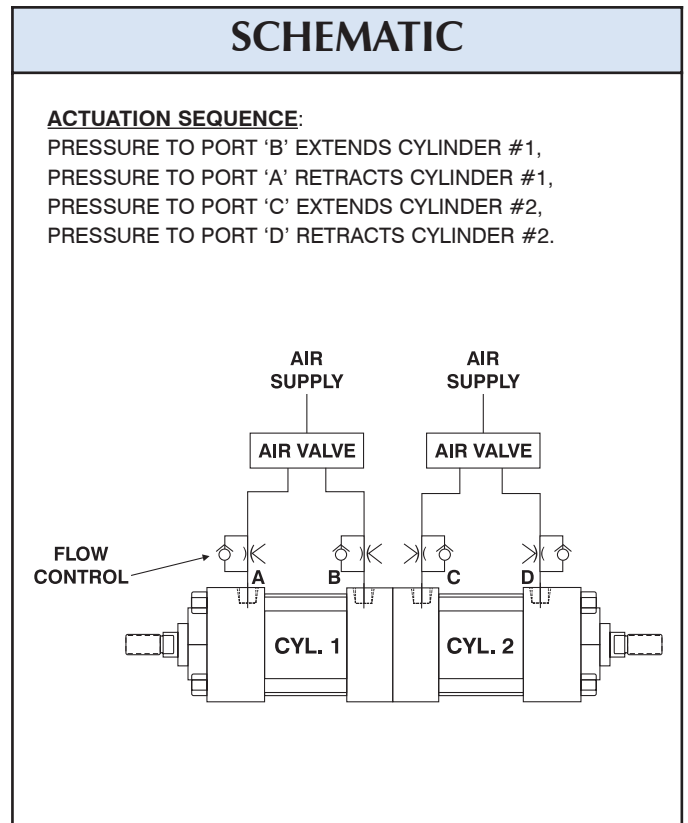 SCHEMATIC
ACTUATION SEQUENCE:
PRESSURE TO PORT ‘B’ EXTENDS CYLINDER #1,
PRESSURE TO PORT ‘A’ RETRACTS CYLINDER #1,
PRESSURE TO PORT ‘C’ EXTENDS CYLINDER #2,
PRESSURE TO PORT ‘D’ RETRACTS CYLINDER #2.
AIR
SUPPLY
AIR
SUPPLY
AIR VALVE
AIR VALVE
FLOW
CONTROL
A
B
C
D
CYL. 1
CYL. 2